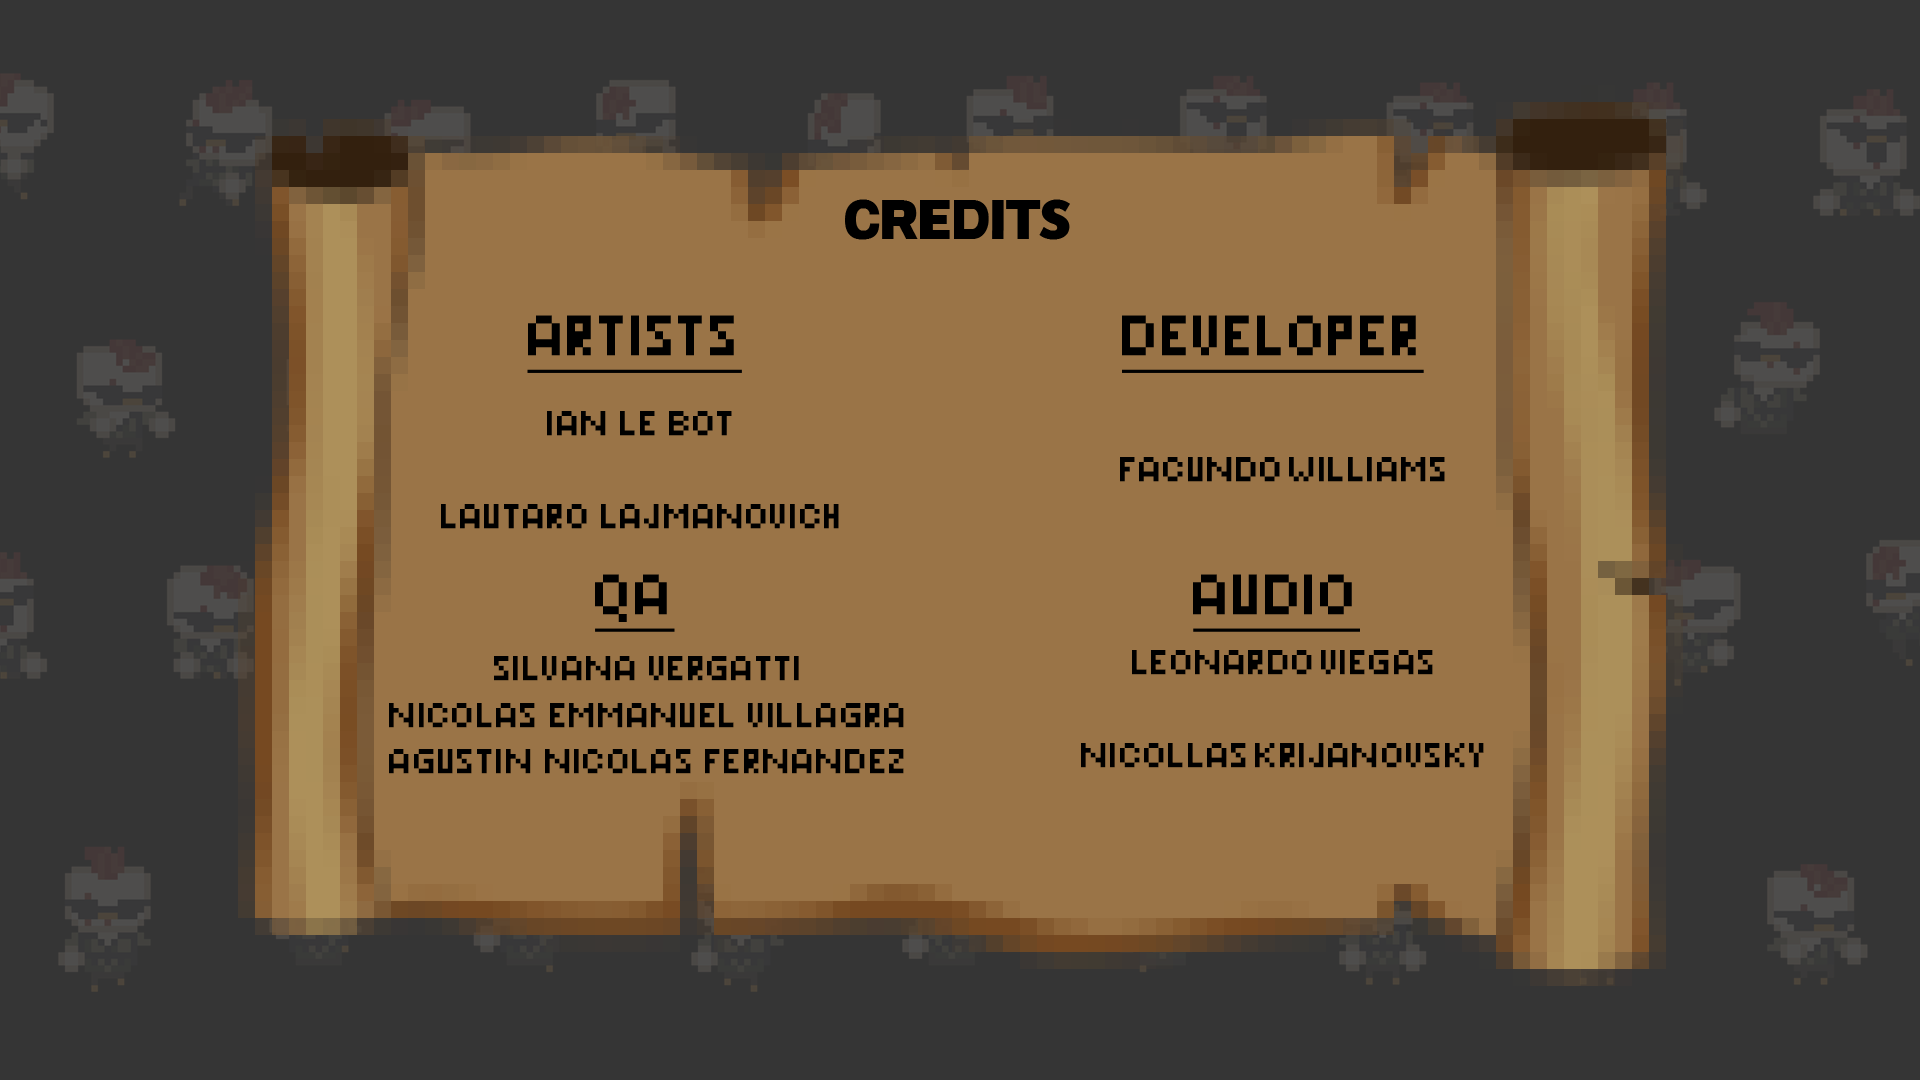 CREDITS
ARTISTS
IAN LE BOT
LAUTARO LAJMANOVICH
DEVELOPER
FACUNDO WILLIAMS
QA
SILVANA VERGATTI
NICOLAS EMMANUEL VILLAGRA
AGUSTIN NICOLAS FERNANDEZ
AUDIO
LEONARDO VIEGAS
NICOLLAS KRIJANOVSKY